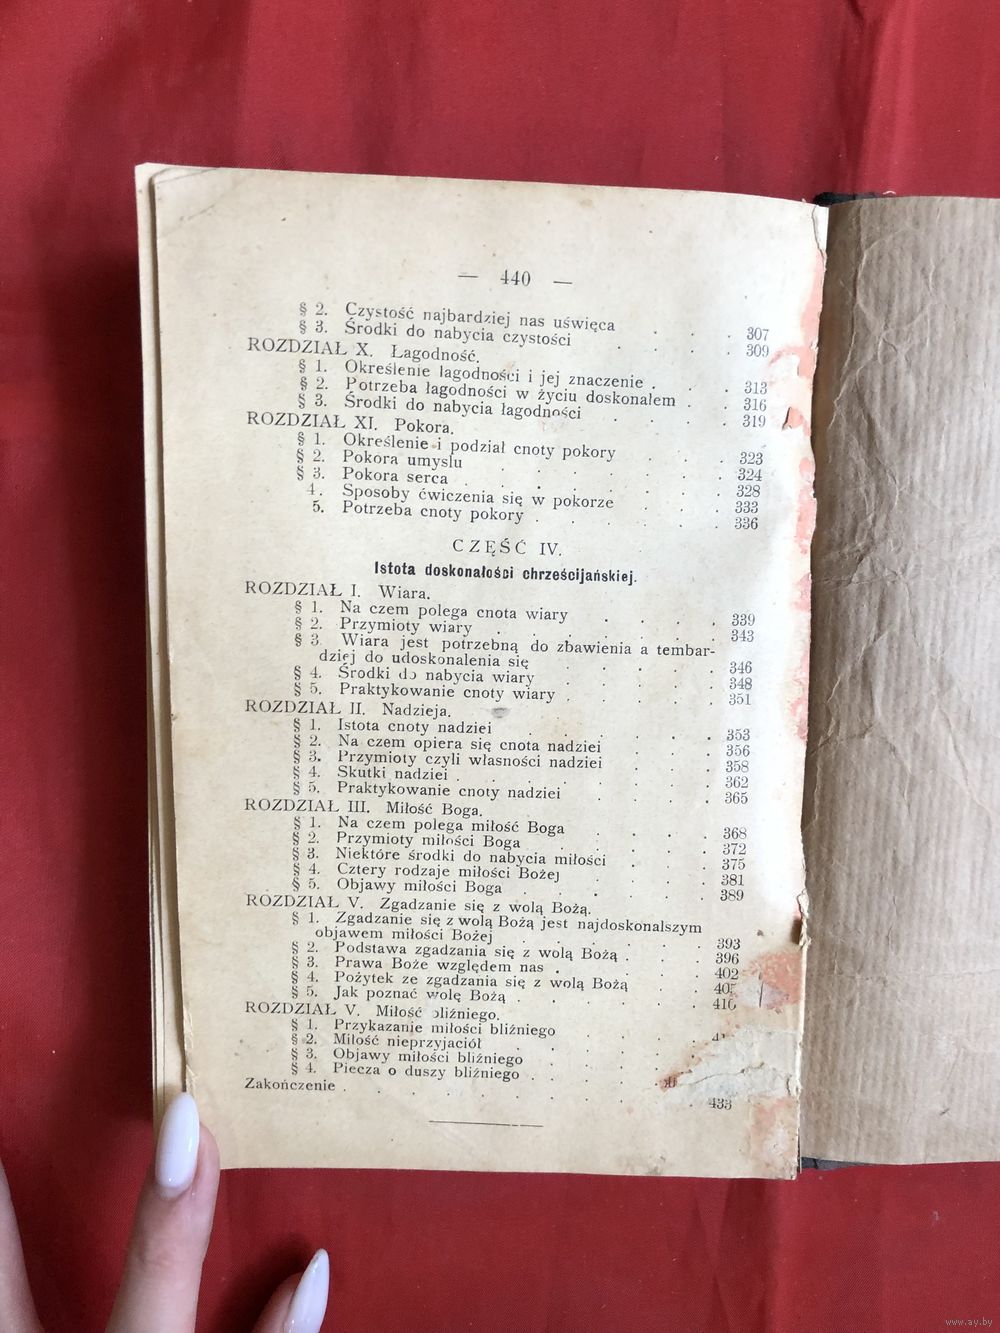 — 440 —
§ 2. Czystość najbardziej nas uświęca . . . 307
§ 3. Środki do nabycia czystości . . . . 309
ROZDZIAŁ X. Łagodność.
§ 1. Określenie łagodności i jej znaczenie . . . 313
§ 2. Potrzeba łagodności w życiu doskonałem . . 316
§ 3. Środki do nabycia łagodności . . . . 319
ROZDZIAŁ XI. Pokora.
§ 1. Określenie i podział cnoty pokory . . . 323
§ 2. Pokora umysłu . . . . . . 324
§ 3. Pokora serca . . . . . . . 328
4. Sposoby ćwiczenia się w pokorze . . . 333
5. Potrzeba cnoty pokory . . . . . 336
CZĘŚĆ IV.
Istota doskonałości chrześcijańskiej.
ROZDZIAŁ I. Wiara.
§ 1. Na czem polega cnota wiary . . . . 339
§ 2. Przymioty wiary . . . . . . 343
§ 3. Wiara jest potrzebną do zbawienia a tembar-
dziej do udoskonalenia się . . . . 346
§ 4. Środki do nabycia wiary . . . . 348
§ 5. Praktykowanie cnoty wiary . . . . 351
ROZDZIAŁ II. Nadzieja.
§ 1. Istota cnoty nadziei . . . . . 353
§ 2. Na czem opiera się cnota nadziei . . . 356
§ 3. Przymioty czyli własności nadziei . . . 358
§ 4. Skutki nadziei . . . . . . . 362
§ 5. Praktykowanie cnoty nadziei . . . . 365
ROZDZIAŁ III. Miłość Boga.
§ 1. Na czem polega miłość Boga . . . . 368
§ 2. Przymioty miłości Boga . . . . . 372
§ 3. Niektóre środki do nabycia miłości . . . 375
§ 4. Cztery rodzaje miłości Bożej . . . . 381
§ 5. Objawy miłości Boga . . . . . 389
ROZDZIAŁ V. Zgadzanie się z wolą Bożą.
§ 1. Zgadzanie się z wolą Bożą jest najdoskonalszym
objawem miłości Bożej . . . . . 393
§ 2. Podstawa zgadzania się z wolą Bożą . . . 396
§ 3. Prawa Boże względem nas . . . . 402
§ 4. Pożytek ze zgadzania się z wolą Bożą . .
§ 5. Jak poznać wolę Bożą . . . . . 410
ROZDZIAŁ V. Miłość bliźniego.
§ 1. Przykazanie miłości bliźniego . . .
§ 2. Miłość nieprzyjaciół . . . . .
§ 3. Objawy miłości bliźniego . . . .
§ 4. Piecza o duszy bliźniego . . . .
Zakończenie . . . . . . . . 433
www.ay.by